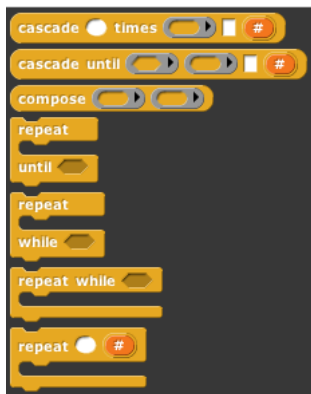 cascade times #
cascade until #
compose
repeat
until
repeat
while
repeat while
repeat #